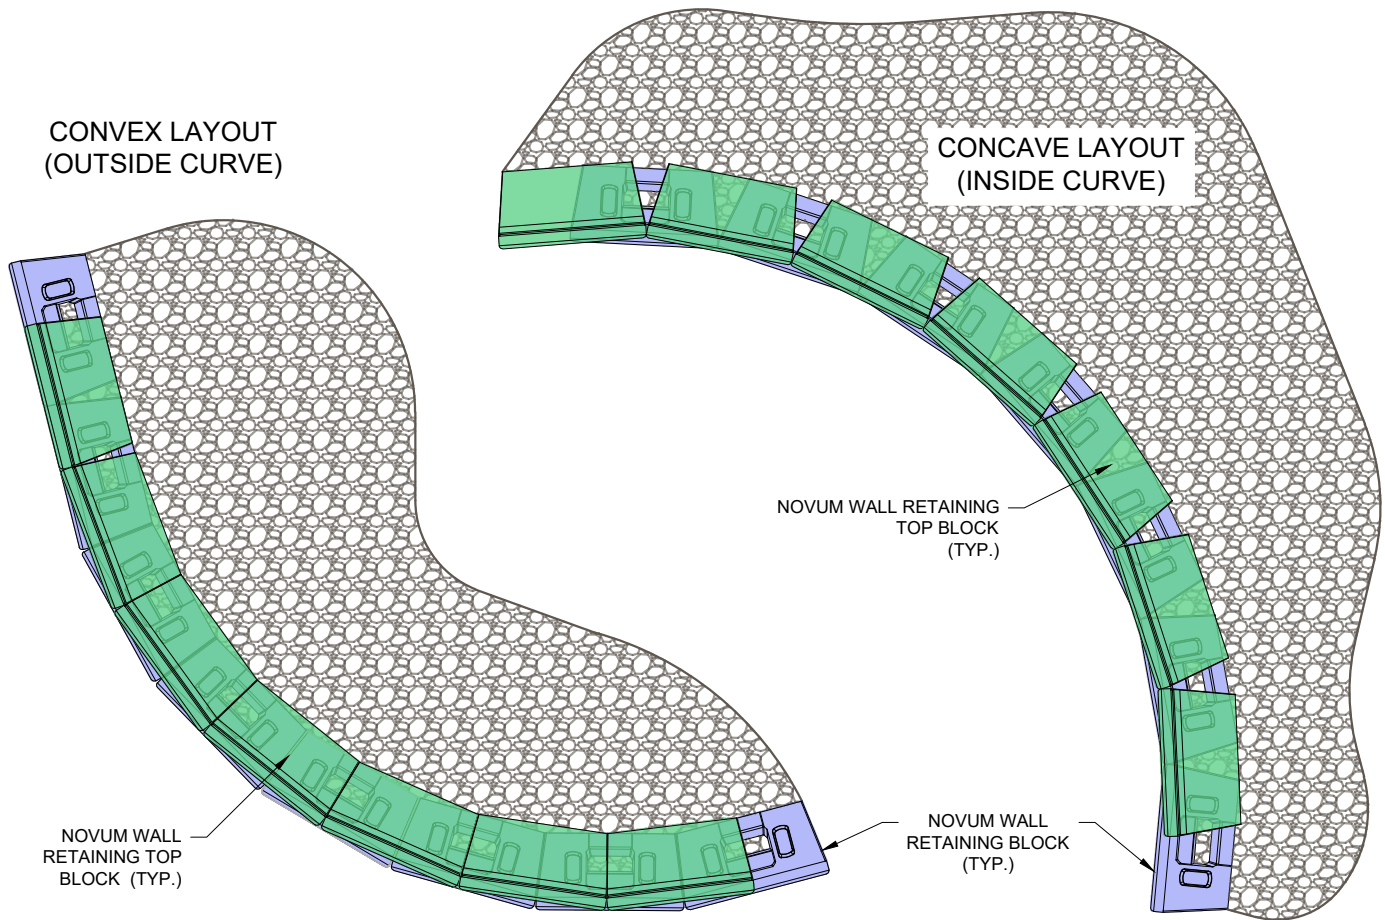 CONVEX LAYOUT
(OUTSIDE CURVE)
CONCAVE LAYOUT
(INSIDE CURVE)
NOVUM WALL RETAINING
TOP BLOCK
(TYP.)
NOVUM WALL
RETAINING TOP
BLOCK (TYP.)
NOVUM WALL
RETAINING BLOCK
(TYP.)